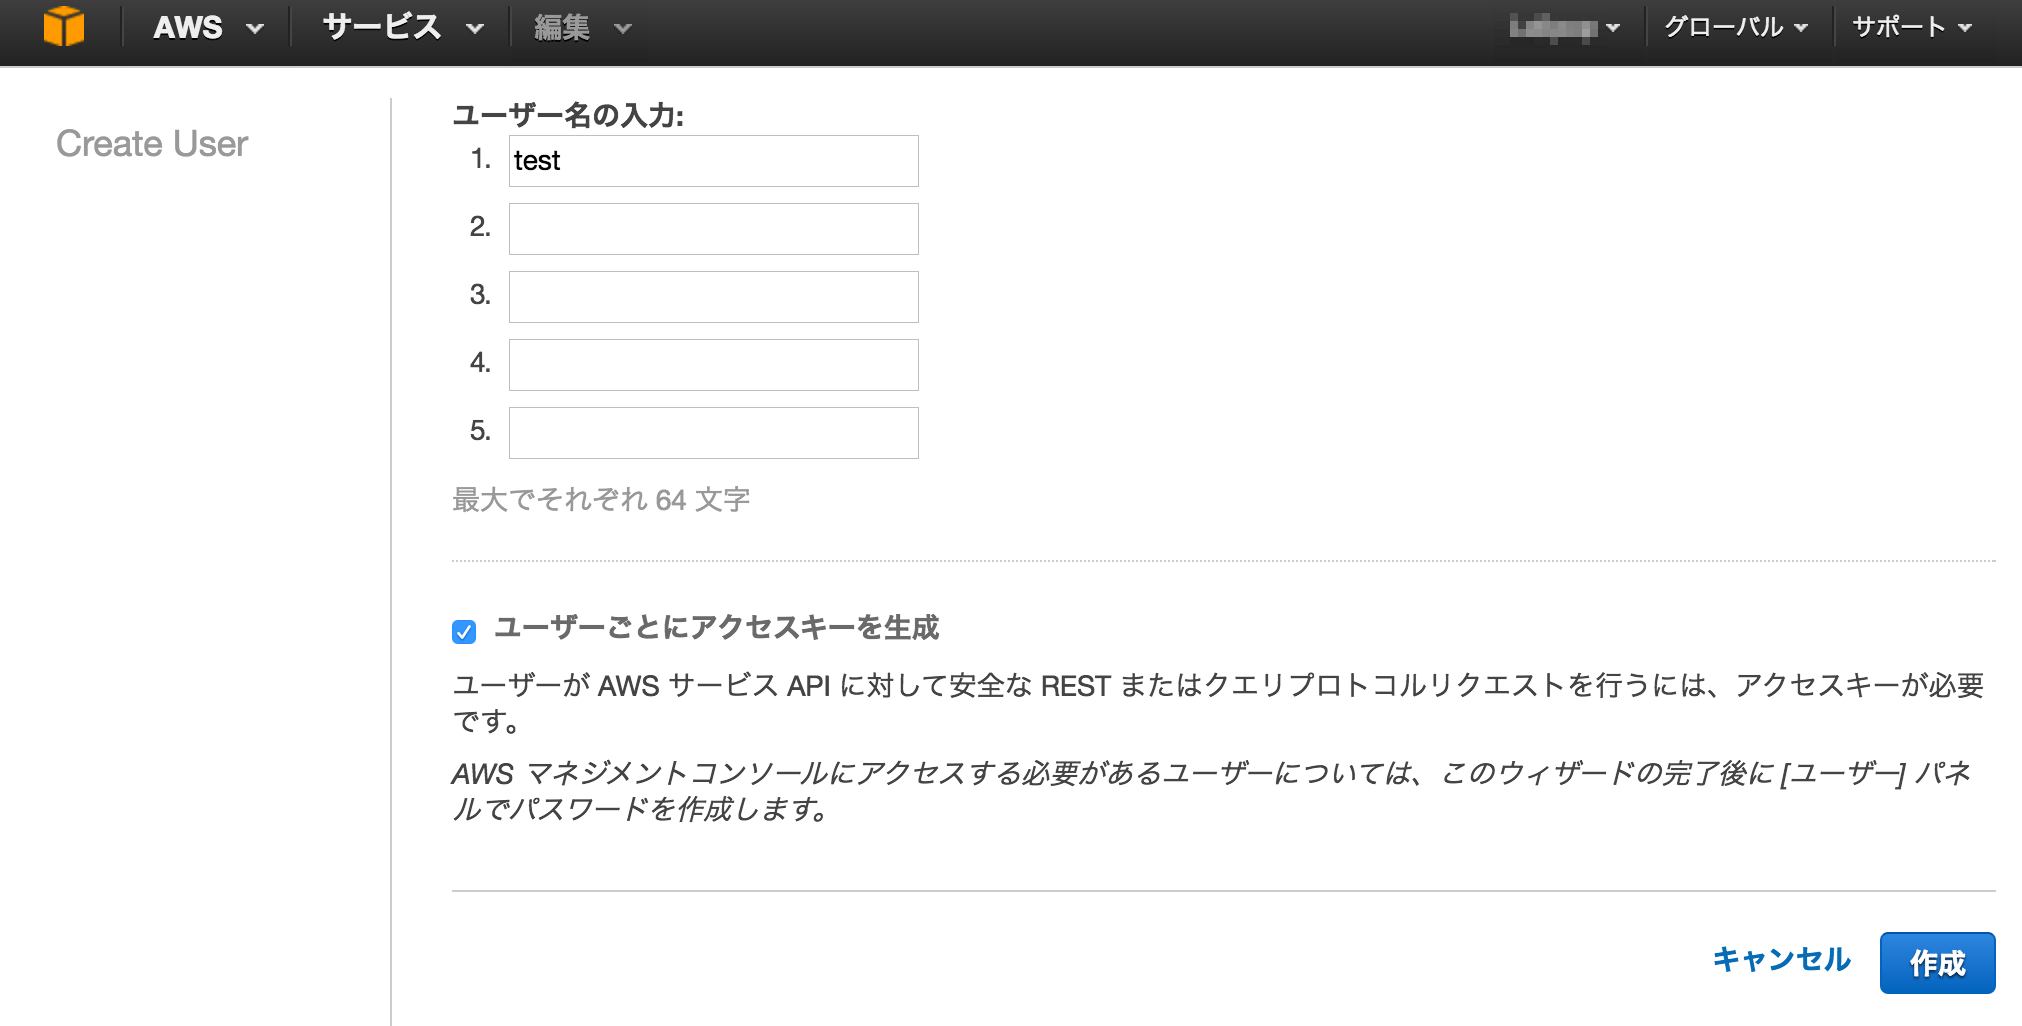 AWS サービス 編集 グローバル サポート
Create User
ユーザー名の入力:
1. test
2.
3.
4.
5.
最大でそれぞれ 64 文字
ユーザーごとにアクセスキーを生成
ユーザーが AWS サービス API に対して安全な REST またはクエリプロトコルリクエストを行うには、アクセスキーが必要
です。
AWS マネジメントコンソールにアクセスする必要があるユーザーについては、このウィザードの完了後に [ユーザー] パネ
ルでパスワードを作成します。
キャンセル 作成